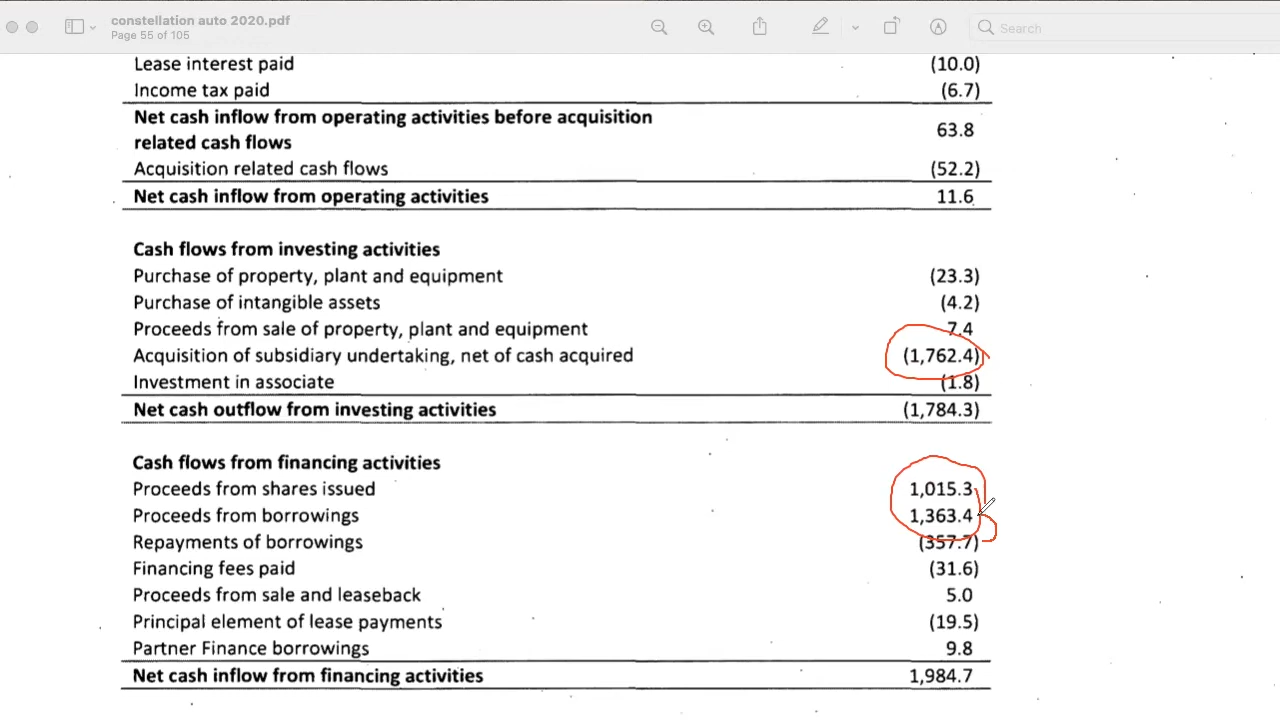 constellation auto 2020.pdf
Page 55 of 105
Search
Lease interest paid (10.0)
Income tax paid (6.7)
Net cash inflow from operating activities before acquisition
related cash flows 63.8
Acquisition related cash flows (52.2)
Net cash inflow from operating activities 11.6
Cash flows from investing activities
Purchase of property, plant and equipment (23.3)
Purchase of intangible assets (4.2)
Proceeds from sale of property, plant and equipment 7.4
Acquisition of subsidiary undertaking, net of cash acquired (1,762.4)
Investment in associate (1.8)
Net cash outflow from investing activities (1,784.3)
Cash flows from financing activities
Proceeds from shares issued 1,015.3
Proceeds from borrowings 1,363.4
Repayments of borrowings (357.7)
Financing fees paid (31.6)
Proceeds from sale and leaseback 5.0
Principal element of lease payments (19.5)
Partner Finance borrowings 9.8
Net cash inflow from financing activities 1,984.7